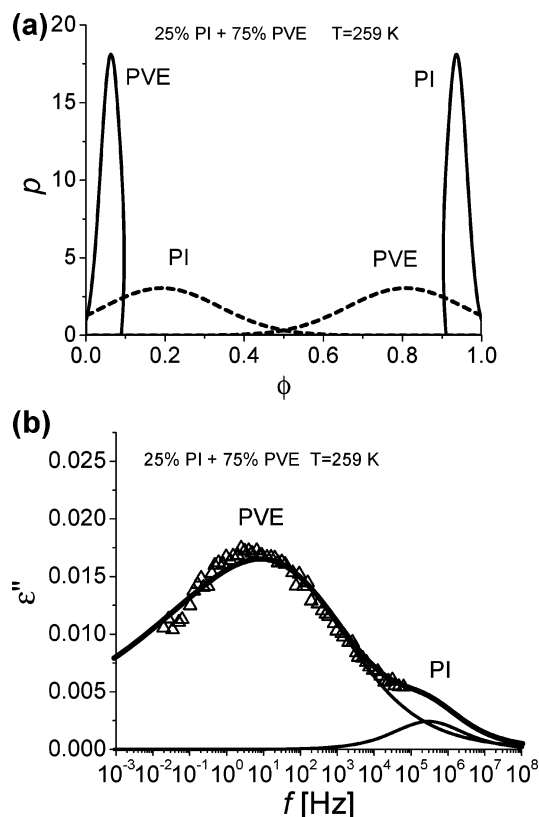 (a)
25% PI + 75% PVE T=259 K
20
15
10
5
0
p
PVE
PI
PI
PVE
0.0 0.2 0.4 0.6 0.8 1.0
ϕ
(b)
25% PI + 75% PVE T=259 K
0.025
0.020
0.015
0.010
0.005
0.000
ε"
PVE
PI
10⁻³ 10⁻² 10⁻¹ 10⁰ 10¹ 10² 10³ 10⁴ 10⁵ 10⁶ 10⁷ 10⁸
f [Hz]